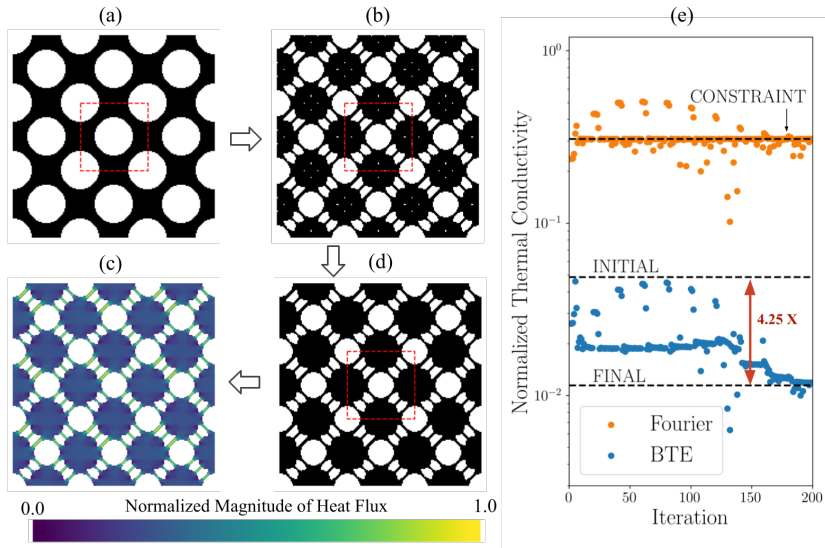 (a)
(b)
(e)
10⁰
CONSTRAINT
10⁻¹
Normalized Thermal Conductivity
(c)
(d)
INITIAL
4.25 X
FINAL
10⁻²
Fourier
BTE
0.0
Normalized Magnitude of Heat Flux
1.0
0
50
100
150
200
Iteration